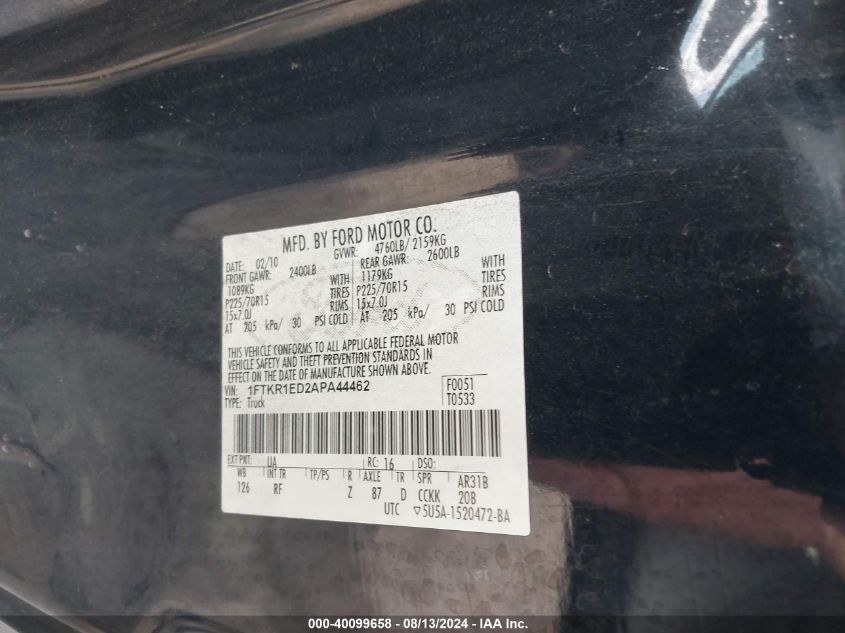 MFD. BY FORD MOTOR CO.
DATE: 02/10 GVWR: 4760LB/ 2159KG
FRONT GAWR: 2400LB REAR GAWR: 2600LB
1089KG WITH 1179KG WITH
P225/70R15 TIRES P225/70R15 TIRES
15x7.0J RIMS 15x7.0J RIMS
AT 205 kPa/ 30 PSI COLD AT 205 kPa/ 30 PSI COLD
THIS VEHICLE CONFORMS TO ALL APPLICABLE FEDERAL MOTOR
VEHICLE SAFETY AND THEFT PREVENTION STANDARDS IN
EFFECT ON THE DATE OF MANUFACTURE SHOWN ABOVE.
VIN: 1FTKR1ED2APA44462 F0051
TYPE: Truck T0533
EXT PNT: UA RC: 16 DSO:
WB INT TR TP/PS R AXLE TR SPR AR31B
126 RF Z 87 D CCKK 20B
UTC ▽5U5A-1520472-BA
000-40099658 - 08/13/2024 - IAAI.COM